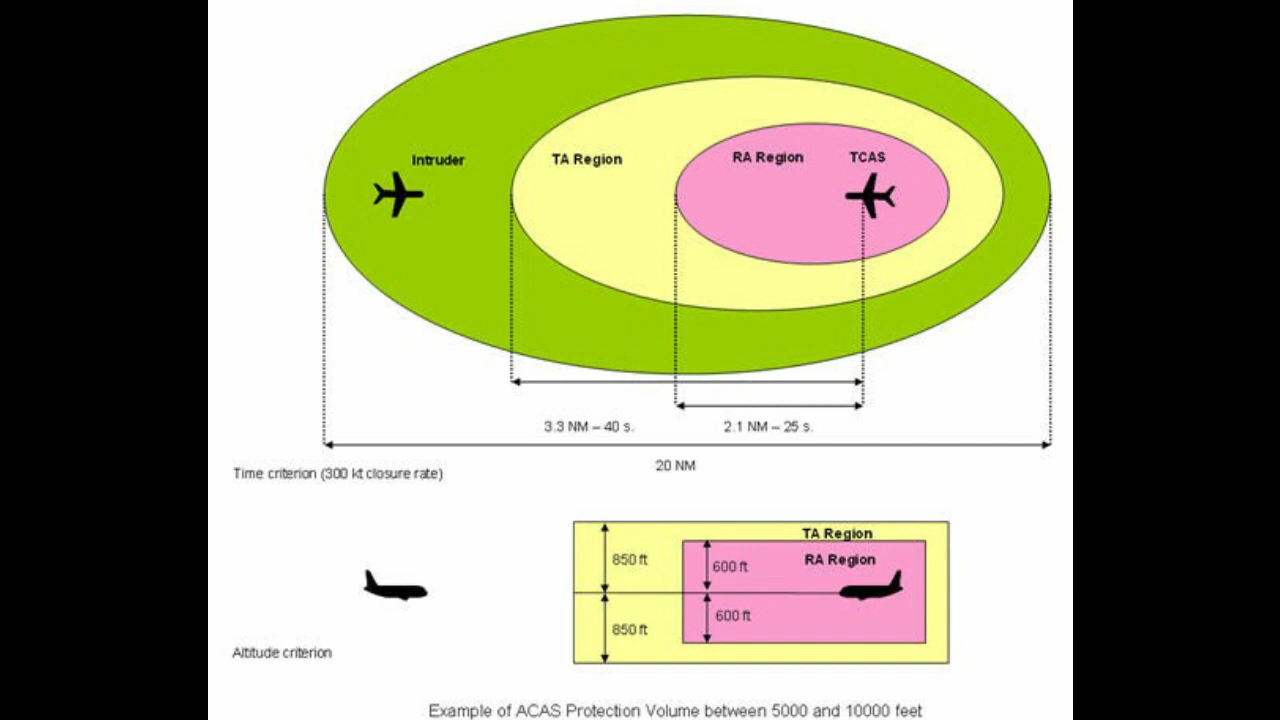 Intruder
TA Region
RA Region
TCAS
3.3 NM – 40 s.
2.1 NM – 25 s.
20 NM
Time criterion (300 kt closure rate)
TA Region
850 ft
600 ft
RA Region
600 ft
850 ft
Altitude criterion
Example of ACAS Protection Volume between 5000 and 10000 feet